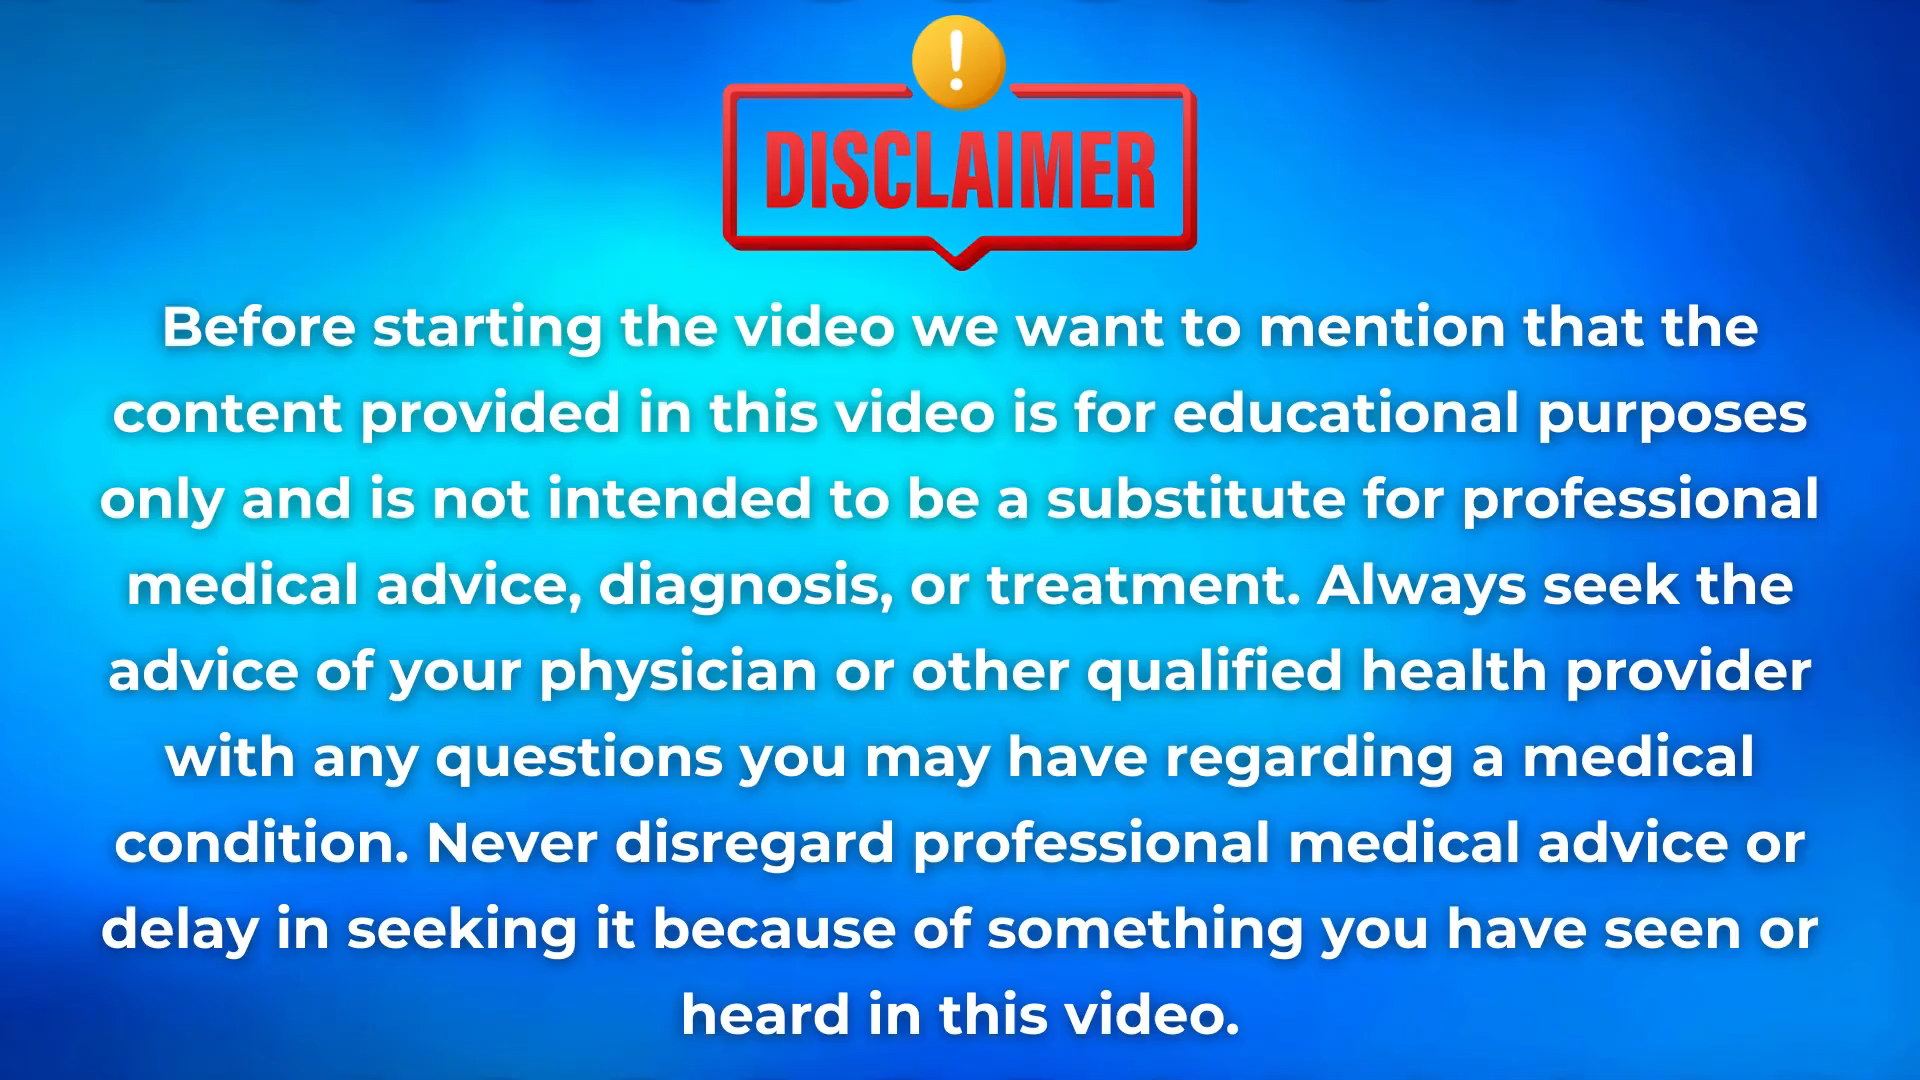 !
DISCLAIMER
Before starting the video we want to mention that the
content provided in this video is for educational purposes
only and is not intended to be a substitute for professional
medical advice, diagnosis, or treatment. Always seek the
advice of your physician or other qualified health provider
with any questions you may have regarding a medical
condition. Never disregard professional medical advice or
delay in seeking it because of something you have seen or
heard in this video.